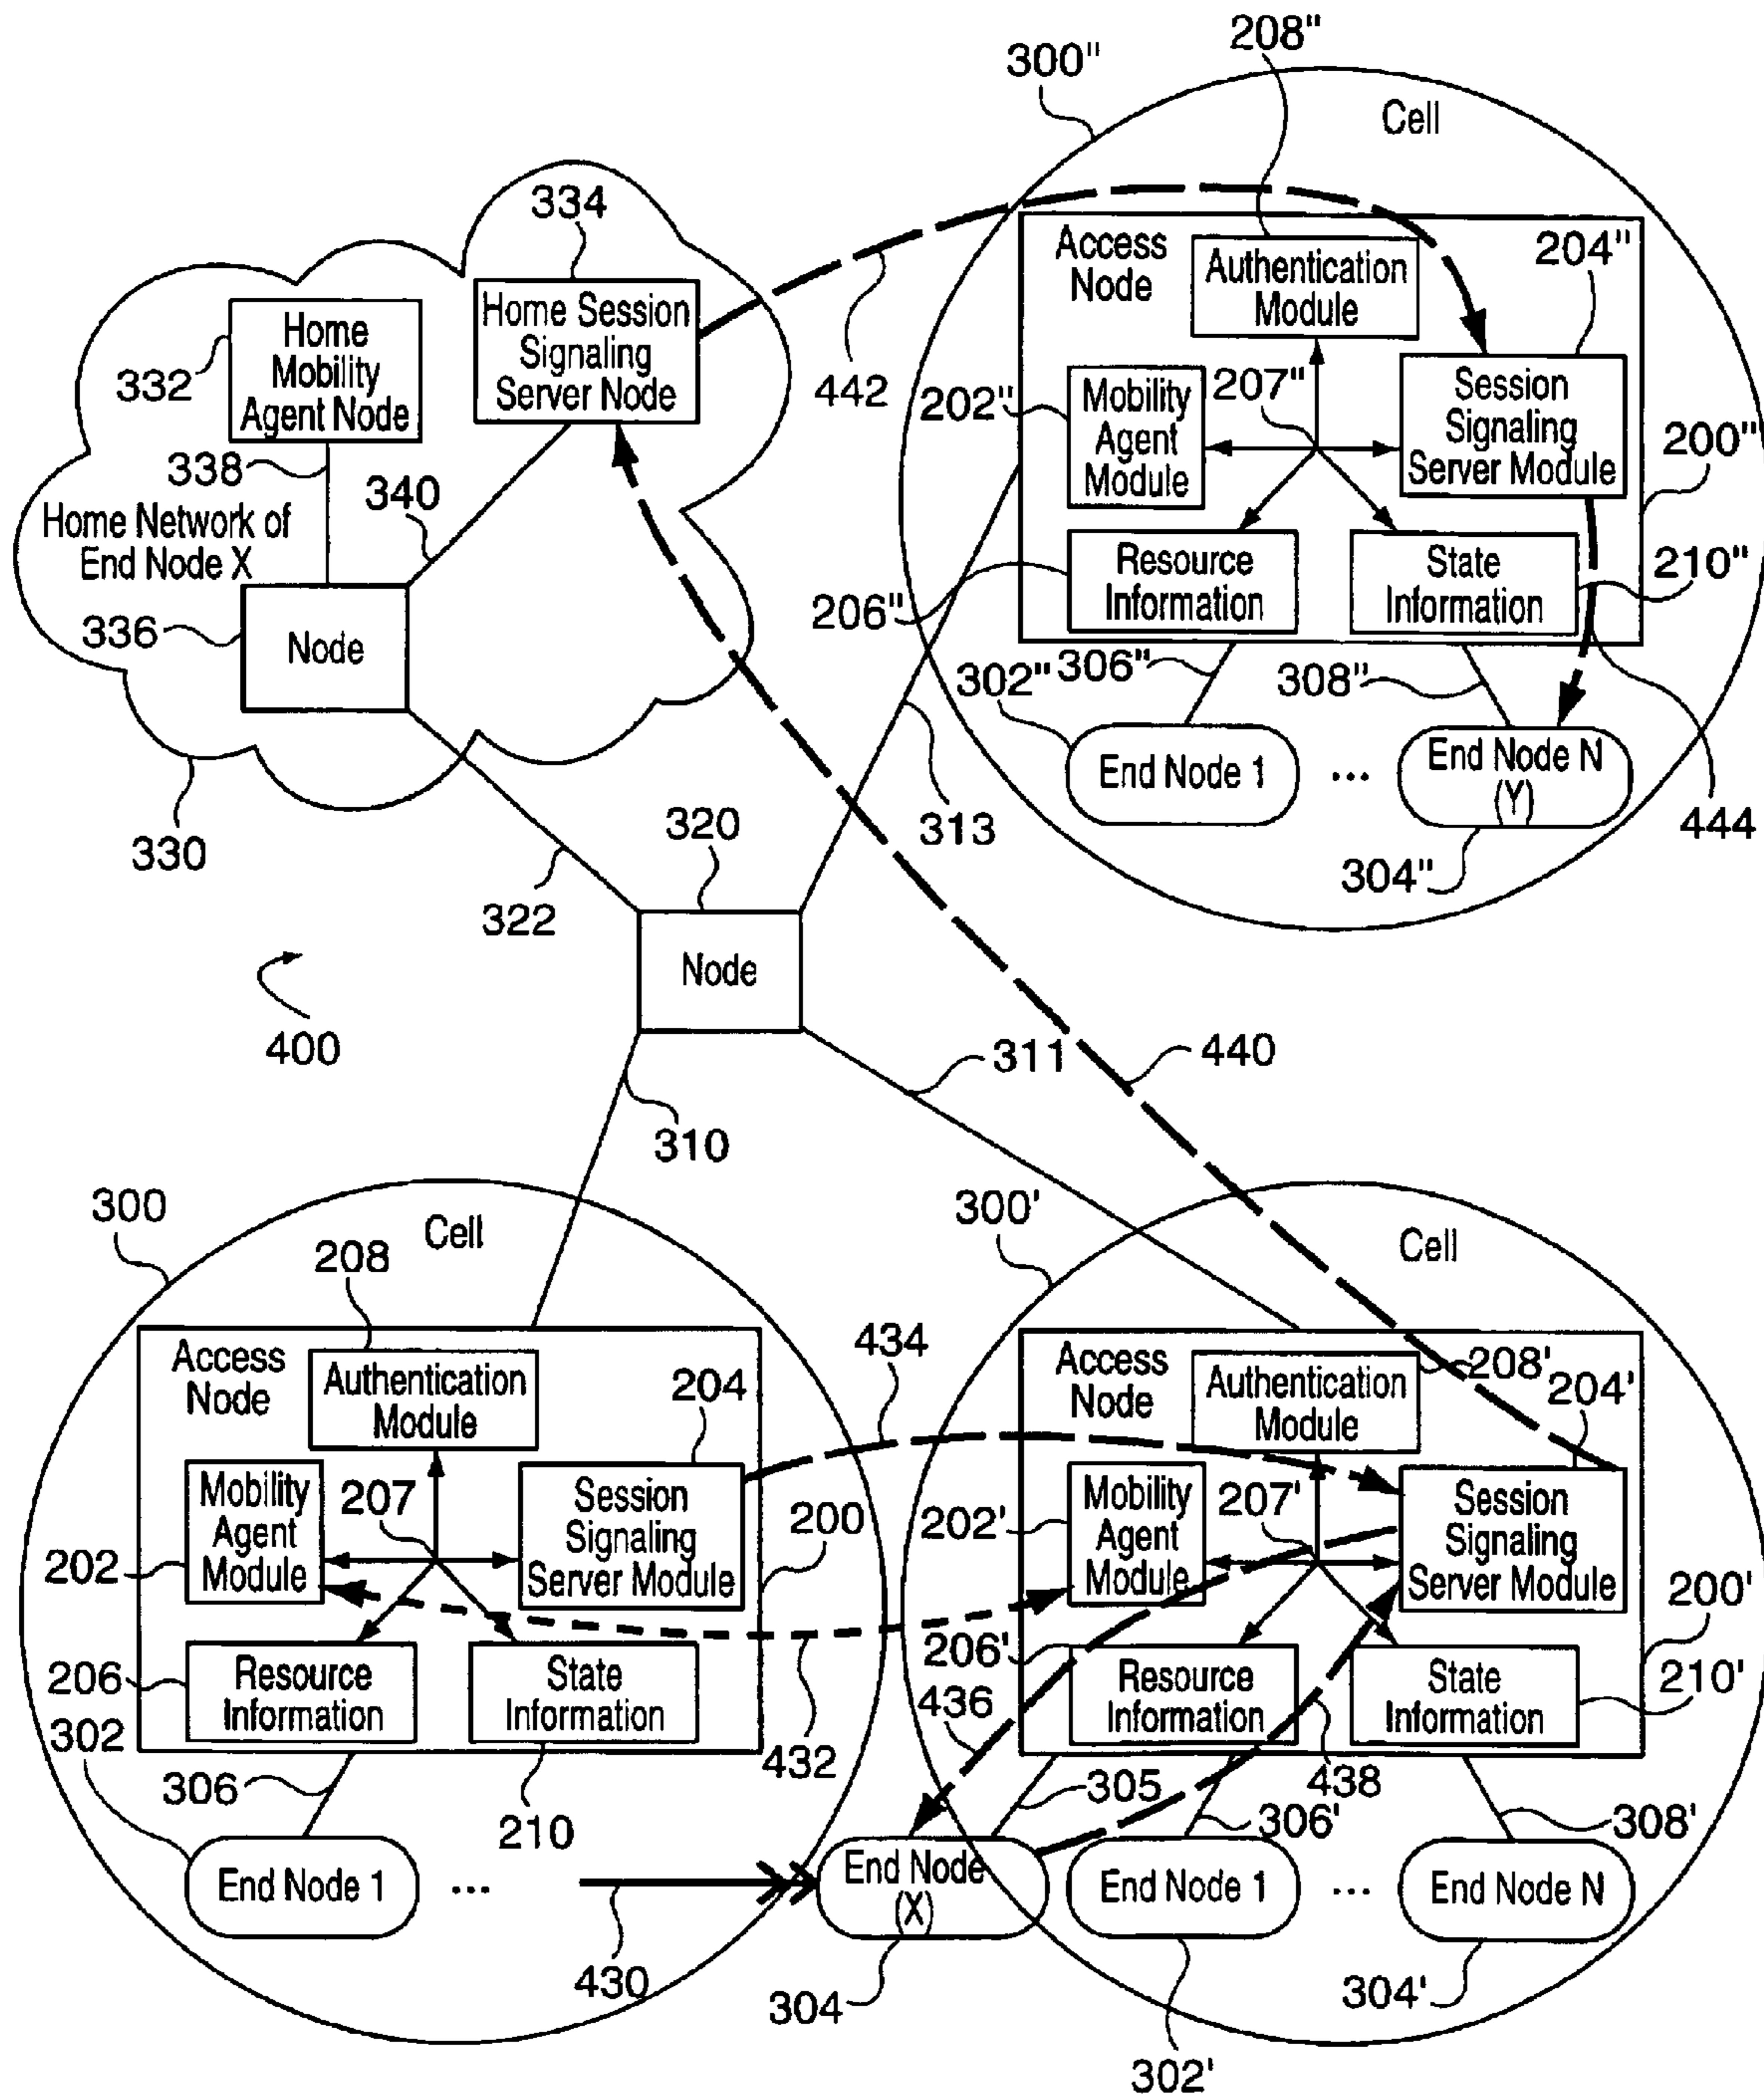 208"
300"
Cell
334
Access
Node
Authentication
Module
204"
Home Session
Signaling
Server Node
Home
Mobility
Agent Node
332
442
202"
Mobility
Agent
Module
207"
Session
Signaling
Server Module
200"
338
340
Home Network of
End Node X
Resource
Information
State
Information
210"
206"
336
Node
302"
306"
308"
End Node 1
...
End Node N
(Y)
313
444
330
320
304"
322
Node
400
311
440
310
300
Cell
208
300'
Cell
Access
Node
Authentication
Module
204
434
Access
Node
Authentication
Module
208'
204'
Mobility
Agent
Module
207
Session
Signaling
Server Module
200
202
Mobility
Agent
Module
202'
207'
Session
Signaling
Server Module
200'
206
Resource
Information
State
Information
206'
Resource
Information
State
Information
210'
436
302
306
432
305
438
210
306'
308'
End Node 1
...
End Node
(X)
End Node 1
...
End Node N
430
304
304'
302'